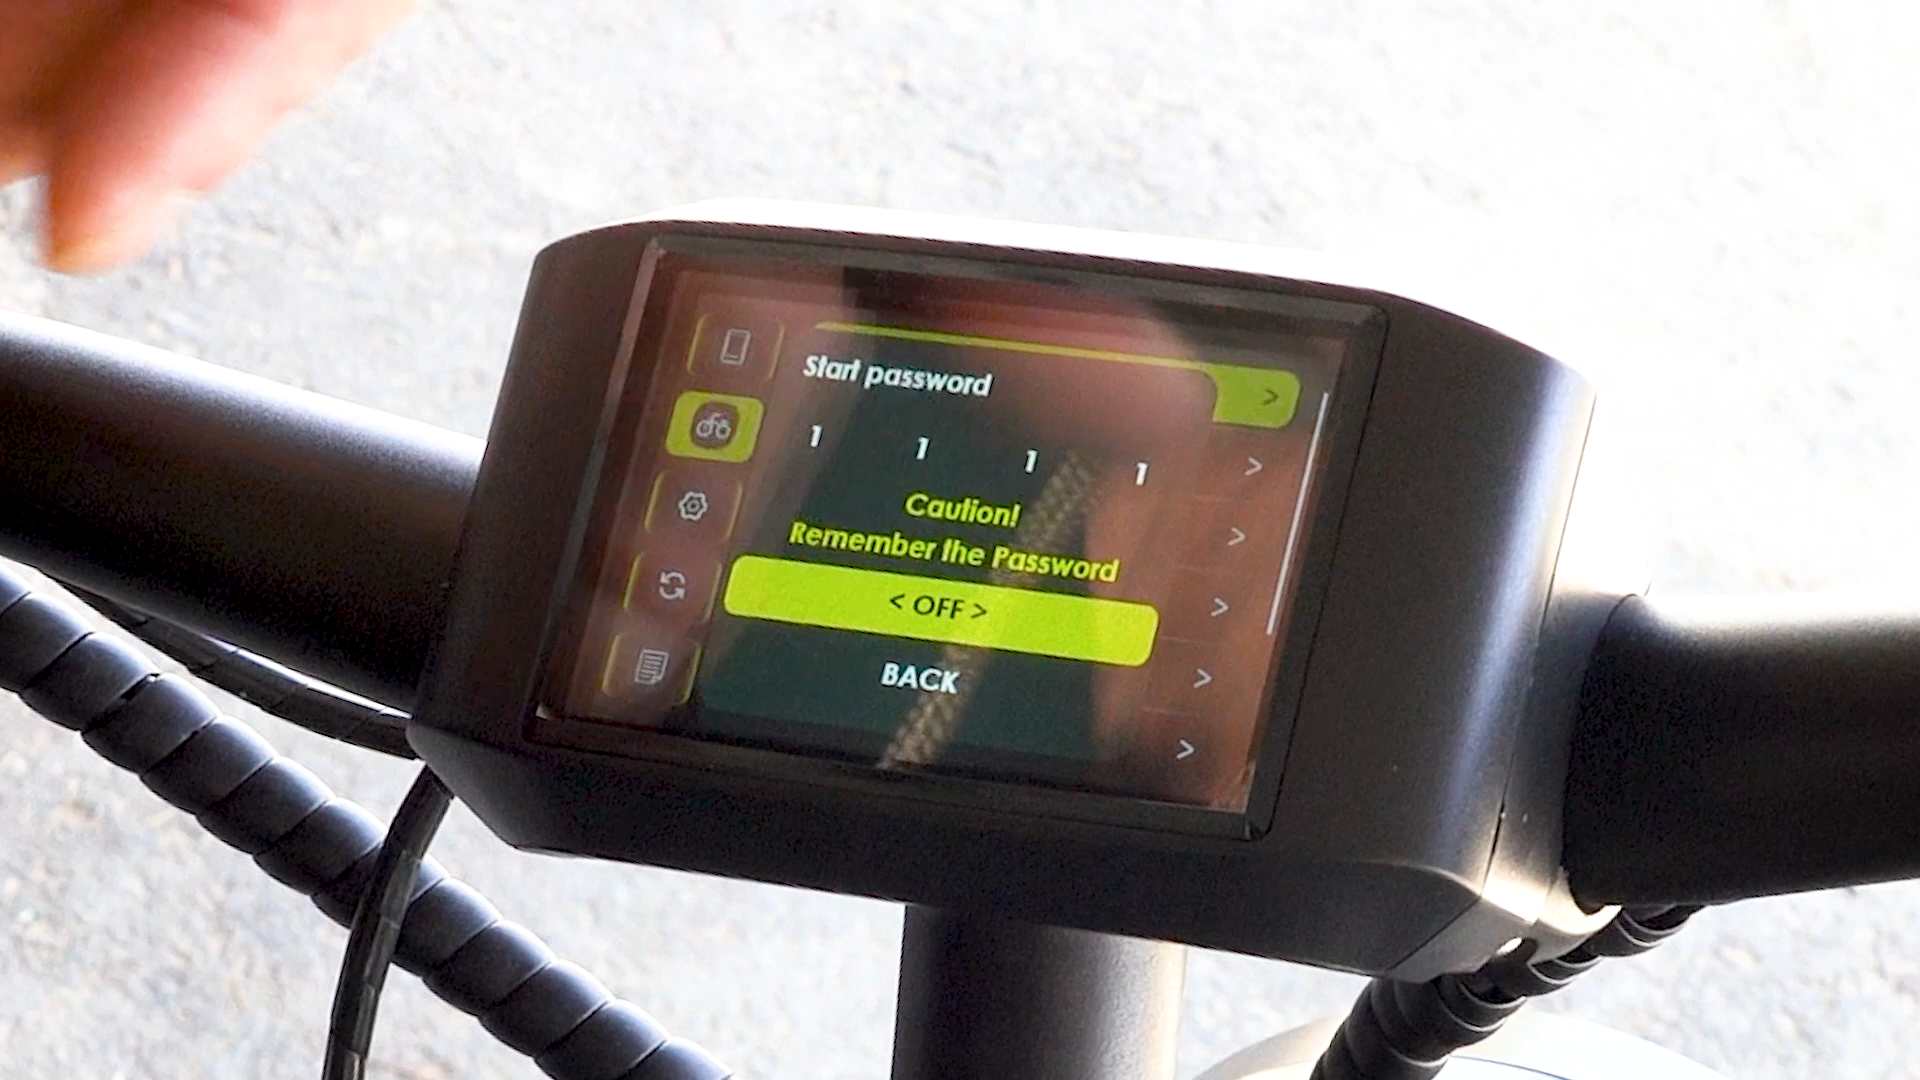 Start password
1 1 1 1
Caution!
Remember the Password
< OFF >
BACK